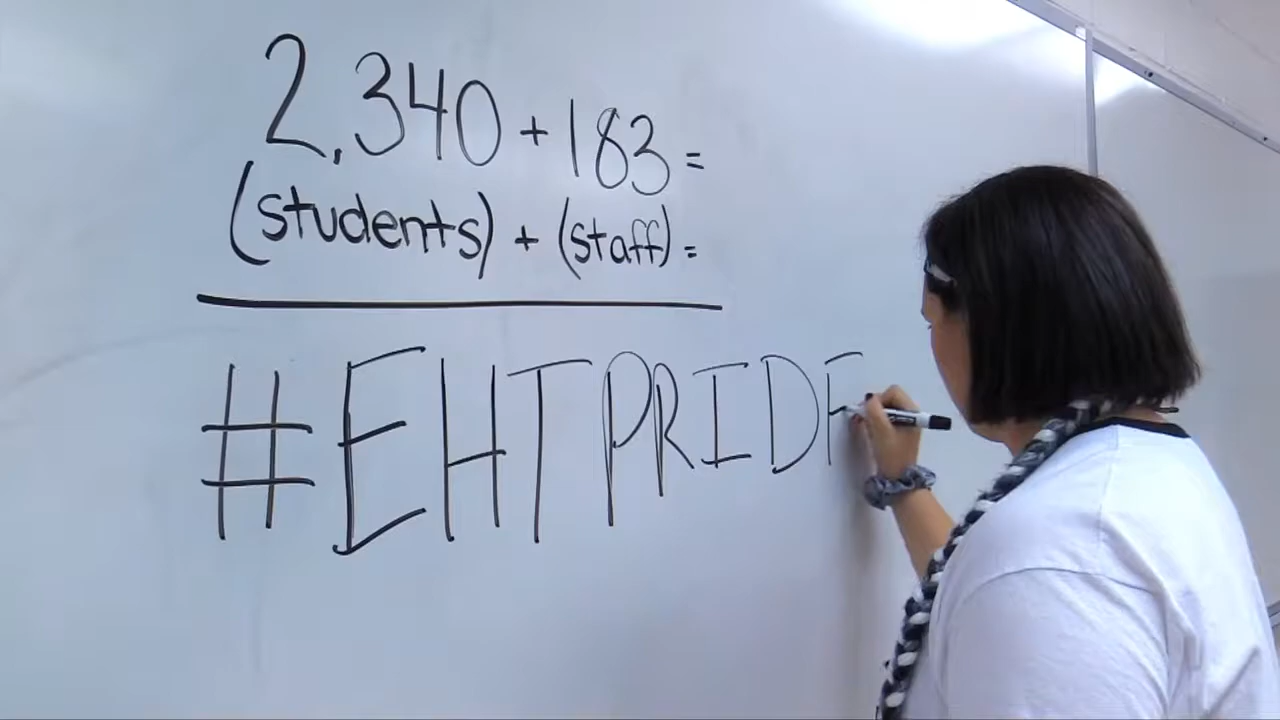 2,340 + 183 =
(students) + (staff) =
#EHTPRIDE